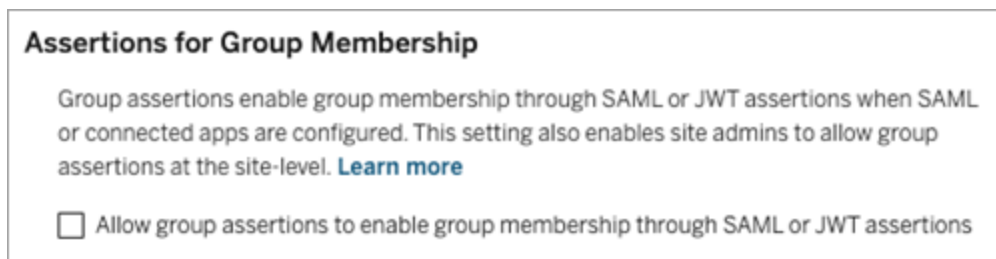 Assertions for Group Membership
Group assertions enable group membership through SAML or JWT assertions when SAML
or connected apps are configured. This setting also enables site admins to allow group
assertions at the site-level. Learn more
Allow group assertions to enable group membership through SAML or JWT assertions